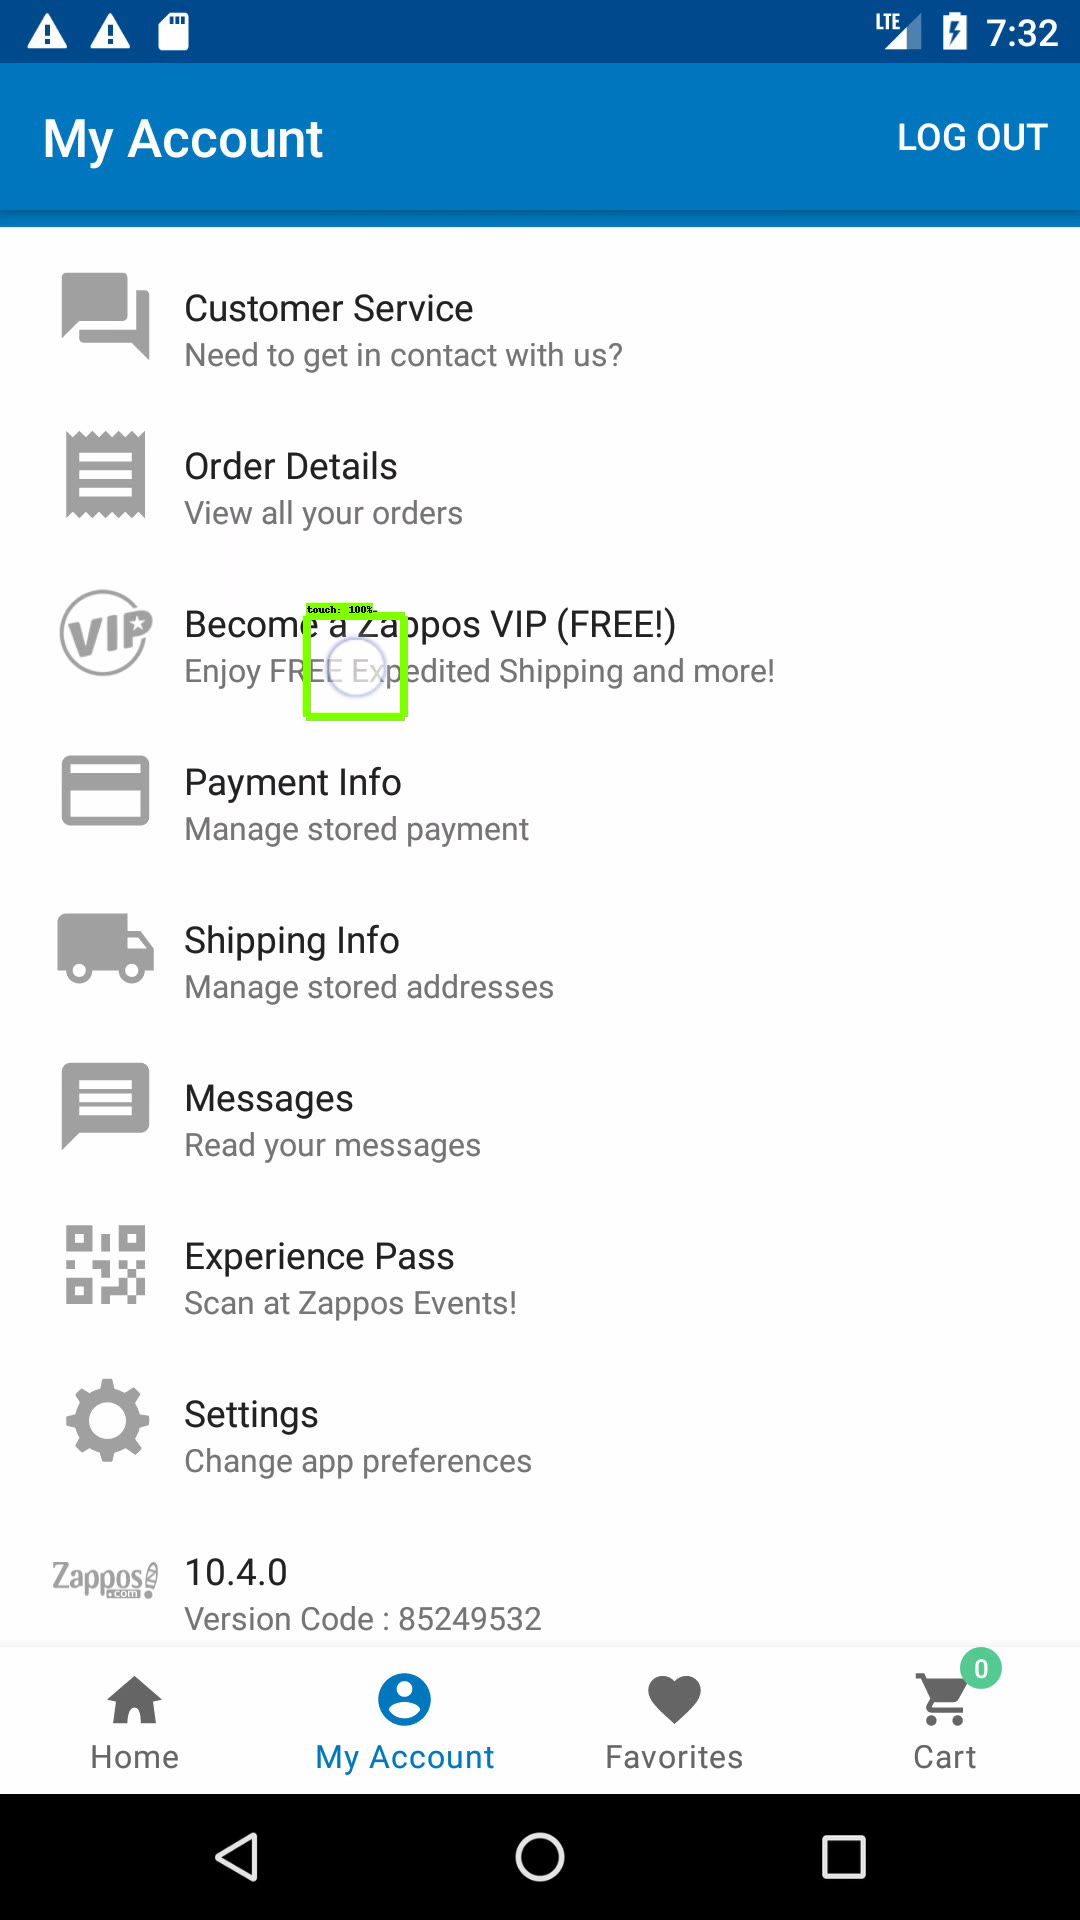 LTE 7:32
My Account LOG OUT
Customer Service
Need to get in contact with us?
Order Details
View all your orders
VIP
touch: 100%
Become a Zappos VIP (FREE!)
Enjoy FREE Expedited Shipping and more!
Payment Info
Manage stored payment
Shipping Info
Manage stored addresses
Messages
Read your messages
Experience Pass
Scan at Zappos Events!
Settings
Change app preferences
Zappos .com
10.4.0
Version Code : 85249532
0
Home My Account Favorites Cart